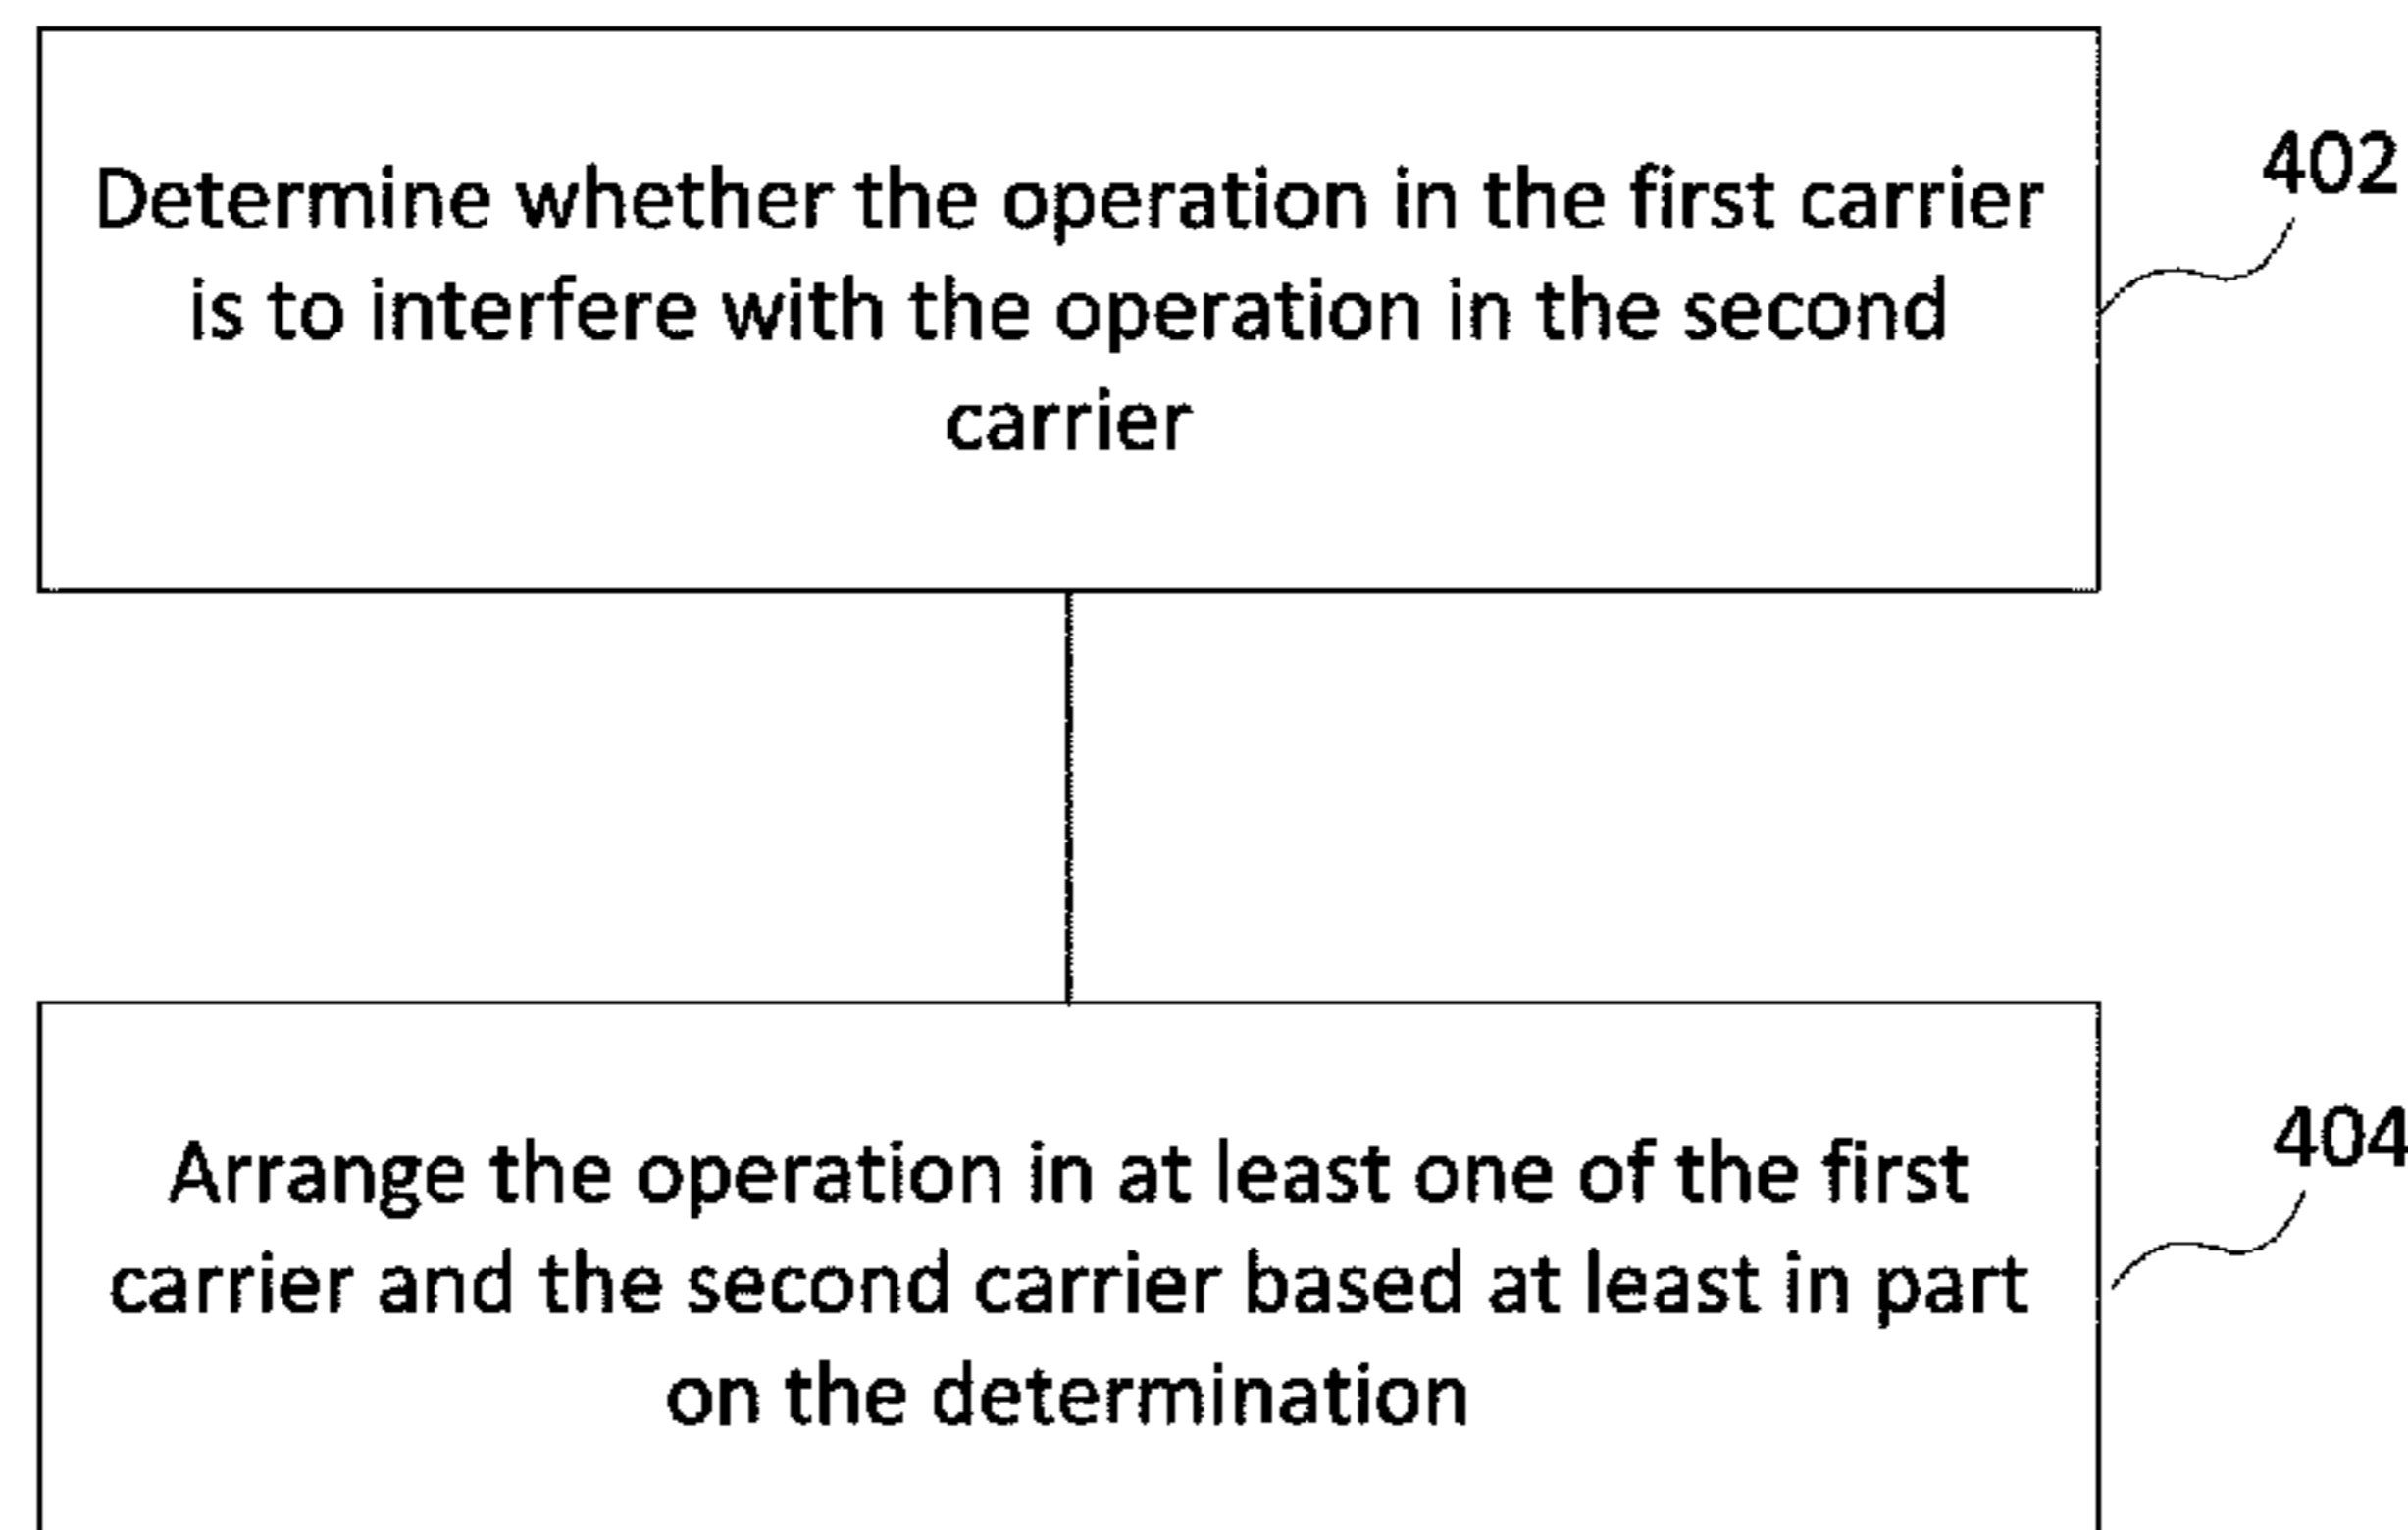 Determine whether the operation in the first carrier
is to interfere with the operation in the second
carrier
402
Arrange the operation in at least one of the first
carrier and the second carrier based at least in part
on the determination
404